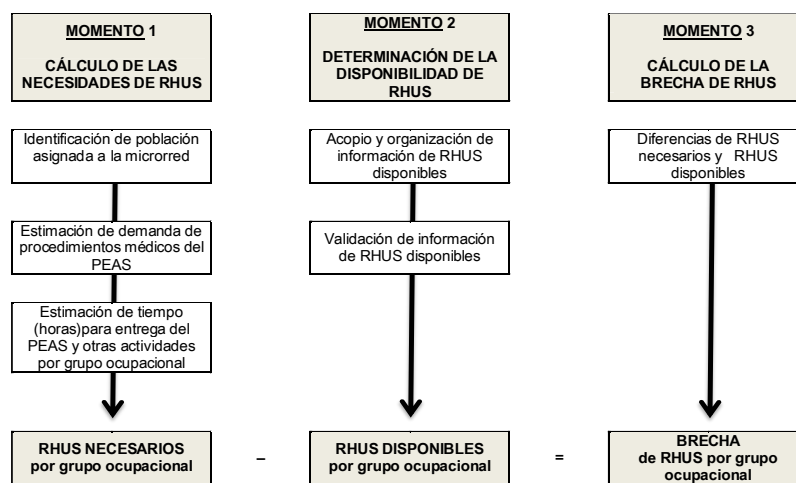 MOMENTO 1
CÁLCULO DE LAS
NECESIDADES DE RHUS
Identificación de población
asignada a la microrred
Estimación de demanda de
procedimientos médicos del
PEAS
Estimación de tiempo
(horas)para entrega del
PEAS y otras actividades
por grupo ocupacional
RHUS NECESARIOS
por grupo ocupacional
–
MOMENTO 2
DETERMINACIÓN DE LA
DISPONIBILIDAD DE
RHUS
Acopio y organización de
información de RHUS
disponibles
Validación de información
de RHUS disponibles
RHUS DISPONIBLES
por grupo ocupacional
=
MOMENTO 3
CÁLCULO DE LA
BRECHA DE RHUS
Diferencias de RHUS
necesarios y RHUS
disponibles
BRECHA
de RHUS por grupo
ocupacional